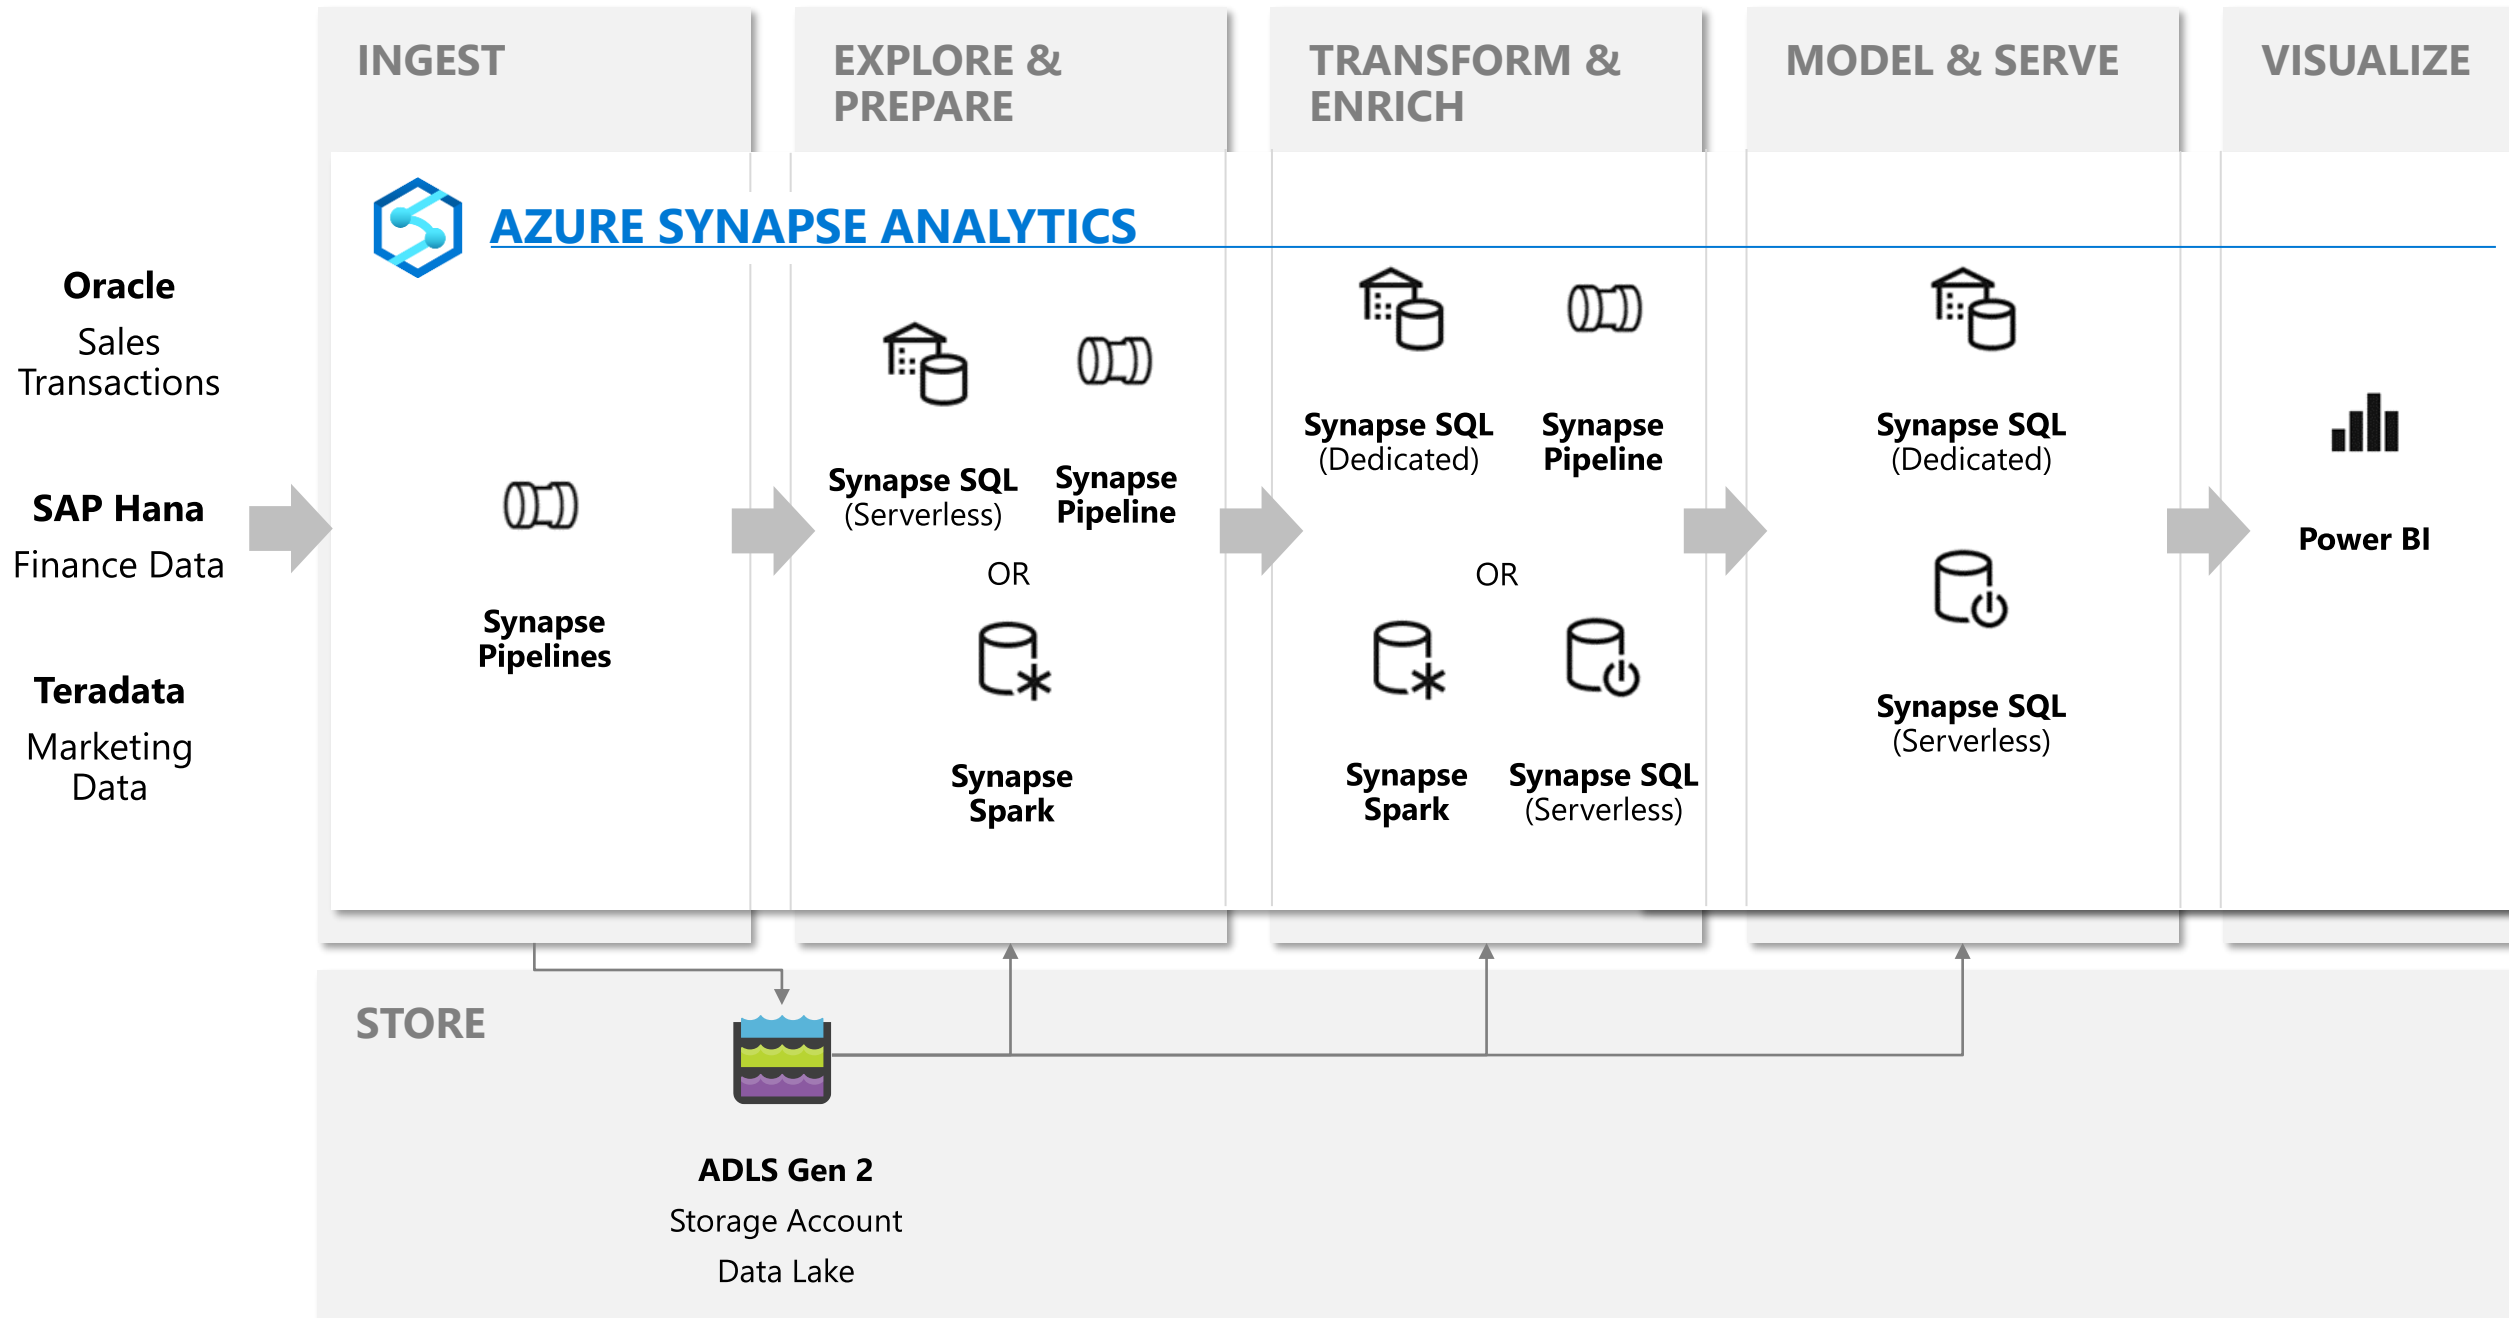 INGEST
EXPLORE &
PREPARE
TRANSFORM &
ENRICH
MODEL & SERVE
VISUALIZE
AZURE SYNAPSE ANALYTICS
Oracle
Sales
Transactions
SAP Hana
Finance Data
Teradata
Marketing
Data
Synapse
Pipelines
Synapse SQL
(Serverless)
Synapse
Pipeline
OR
Synapse
Spark
Synapse SQL
(Dedicated)
Synapse
Pipeline
OR
Synapse
Spark
Synapse SQL
(Serverless)
Synapse SQL
(Dedicated)
Synapse SQL
(Serverless)
Power BI
STORE
ADLS Gen 2
Storage Account
Data Lake